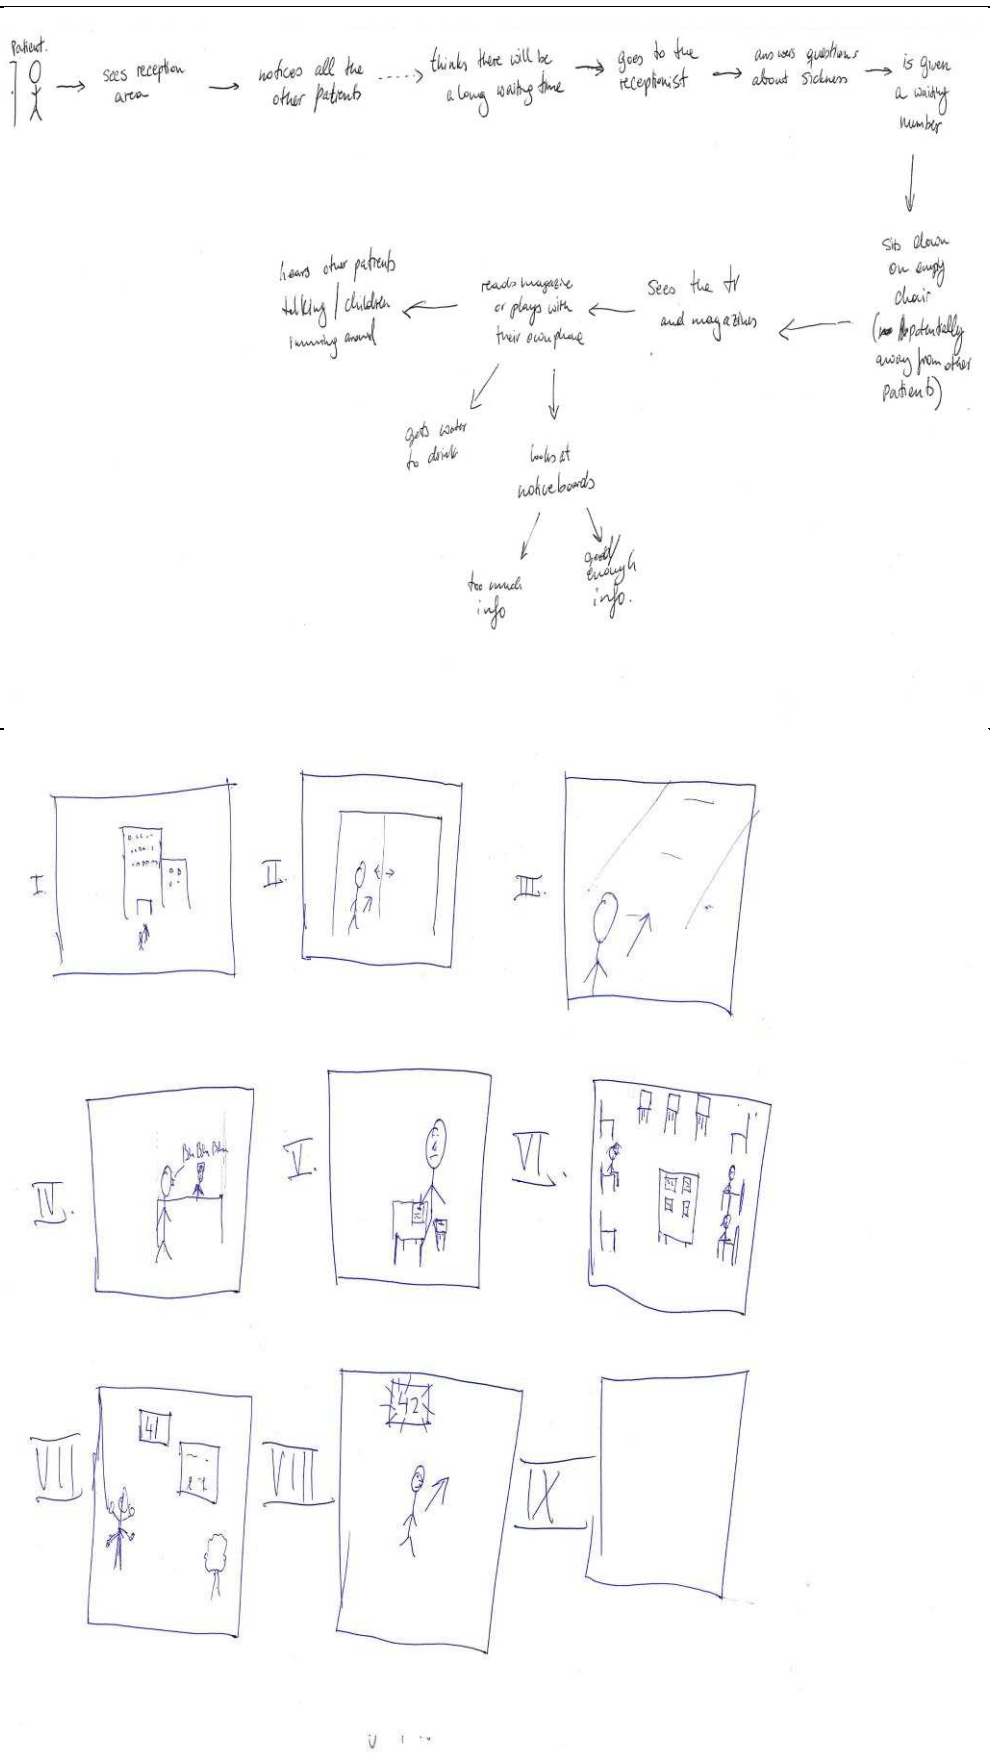 Patient.
sees reception
area
notices all the
other patients
thinks there will be
a long waiting time
goes to the
receptionist
answers questions
about sickness
is given
a waiting
number
sits down
on empty
chair
(potentially
away from other
patients)
sees the tv
and magazines
reads magazine
or plays with
their own phone
hears other patients
talking / children
running around
gets water
to drink
looks at
noticeboards
too much
info
good/
enough
info.
I.
II.
III.
IV.
Bla Bla Bla
V.
VI.
VII
41
VIII
42
IX